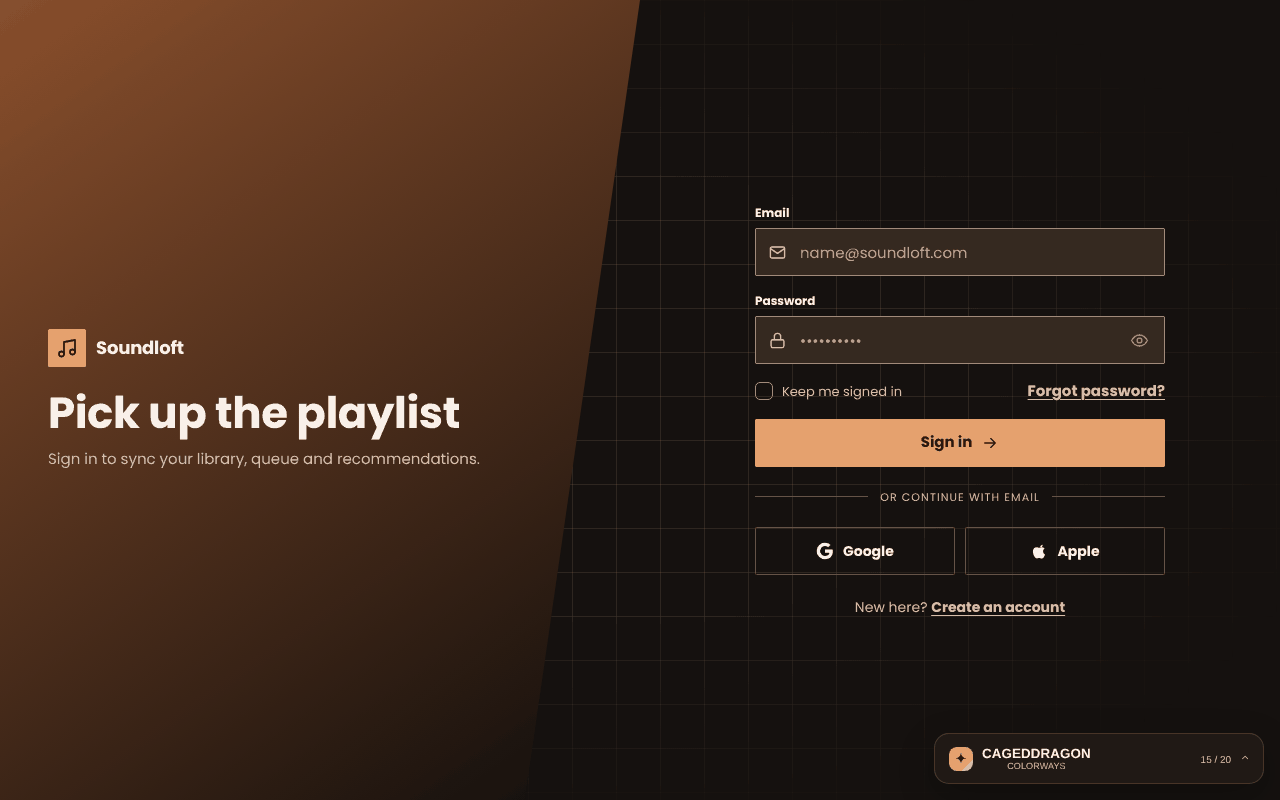 Soundloft
Pick up the playlist
Sign in to sync your library, queue and recommendations.
Email
name@soundloft.com
Password
••••••••••
Keep me signed in
Forgot password?
Sign in →
OR CONTINUE WITH EMAIL
Google
Apple
New here? Create an account
CAGEDDRAGON
COLORWAYS
15 / 20